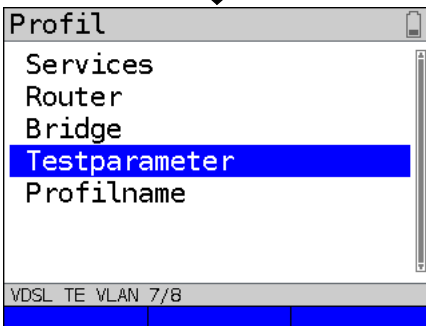 Profil
Services
Router
Bridge
Testparameter
Profilname
VDSL TE VLAN 7/8